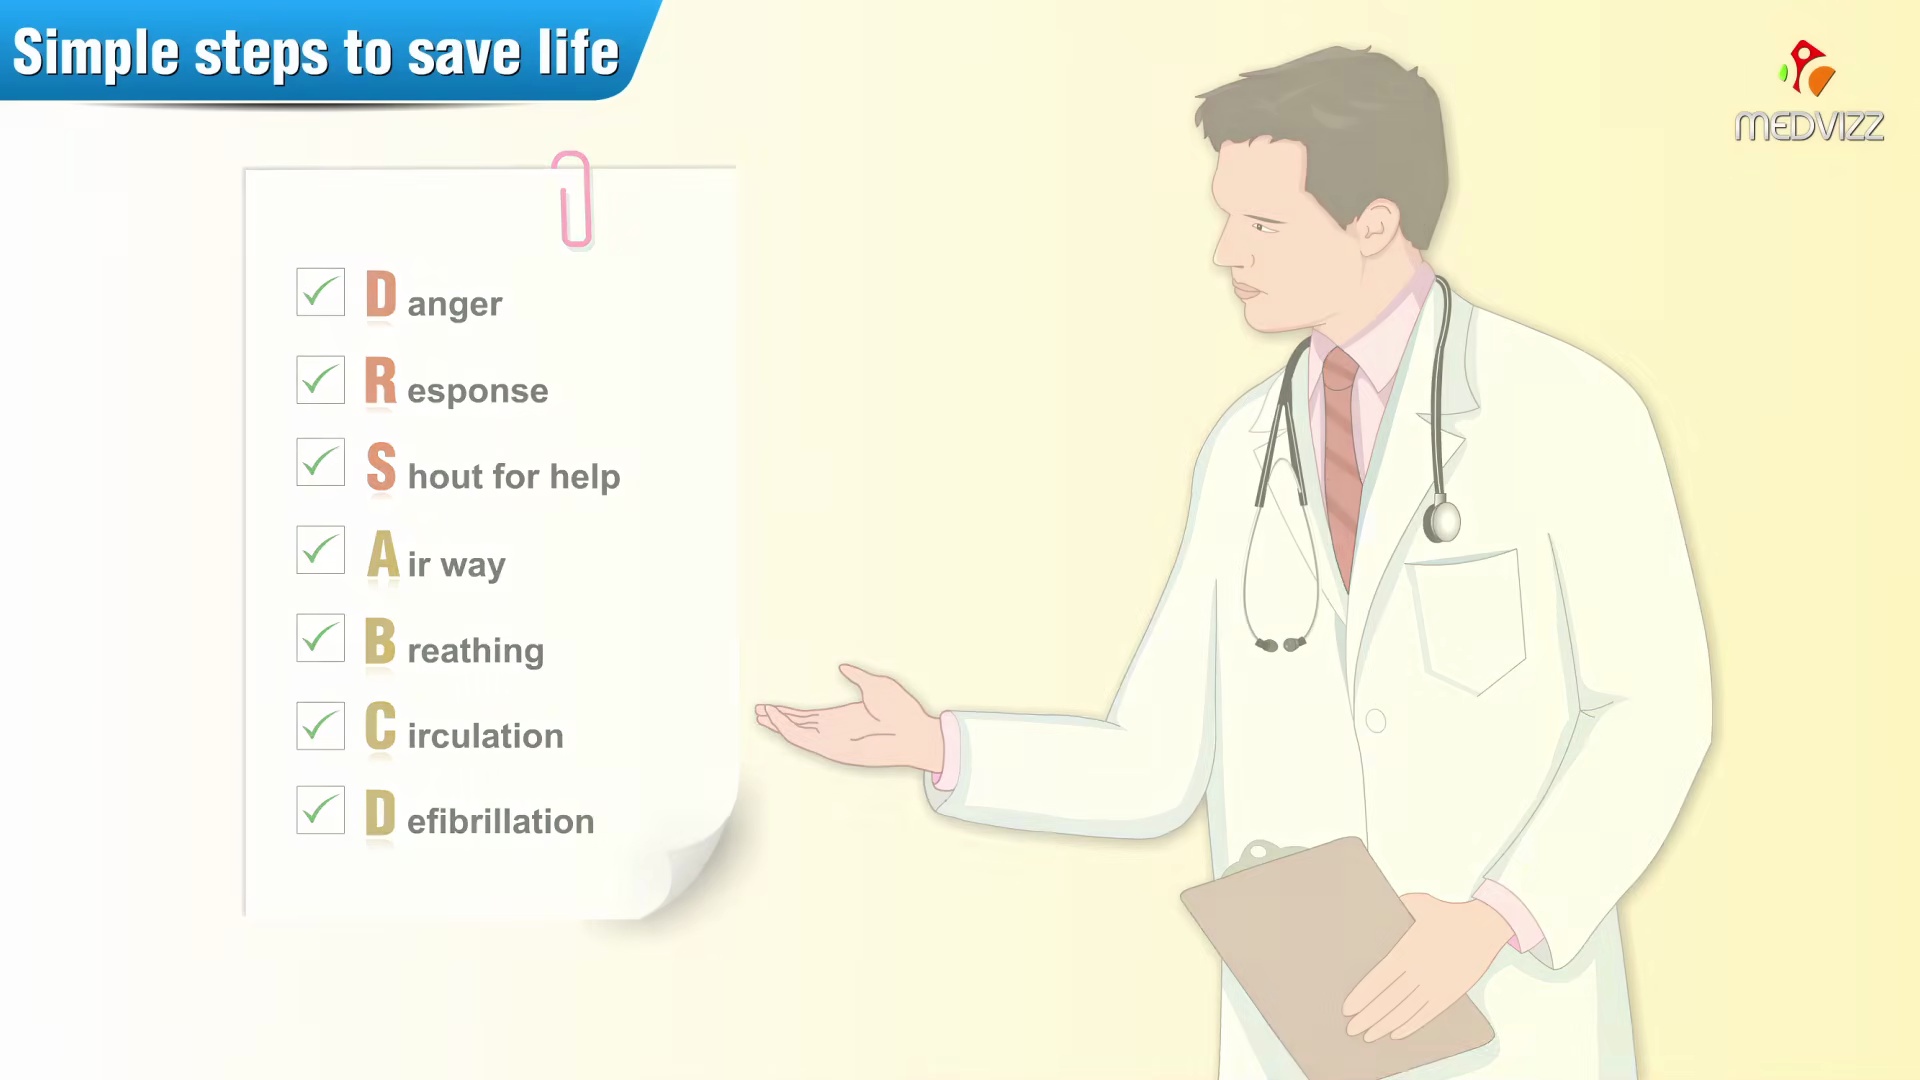 Simple steps to save life
MEDVIZZ
D anger
R esponse
S hout for help
A ir way
B reathing
C irculation
D efibrillation